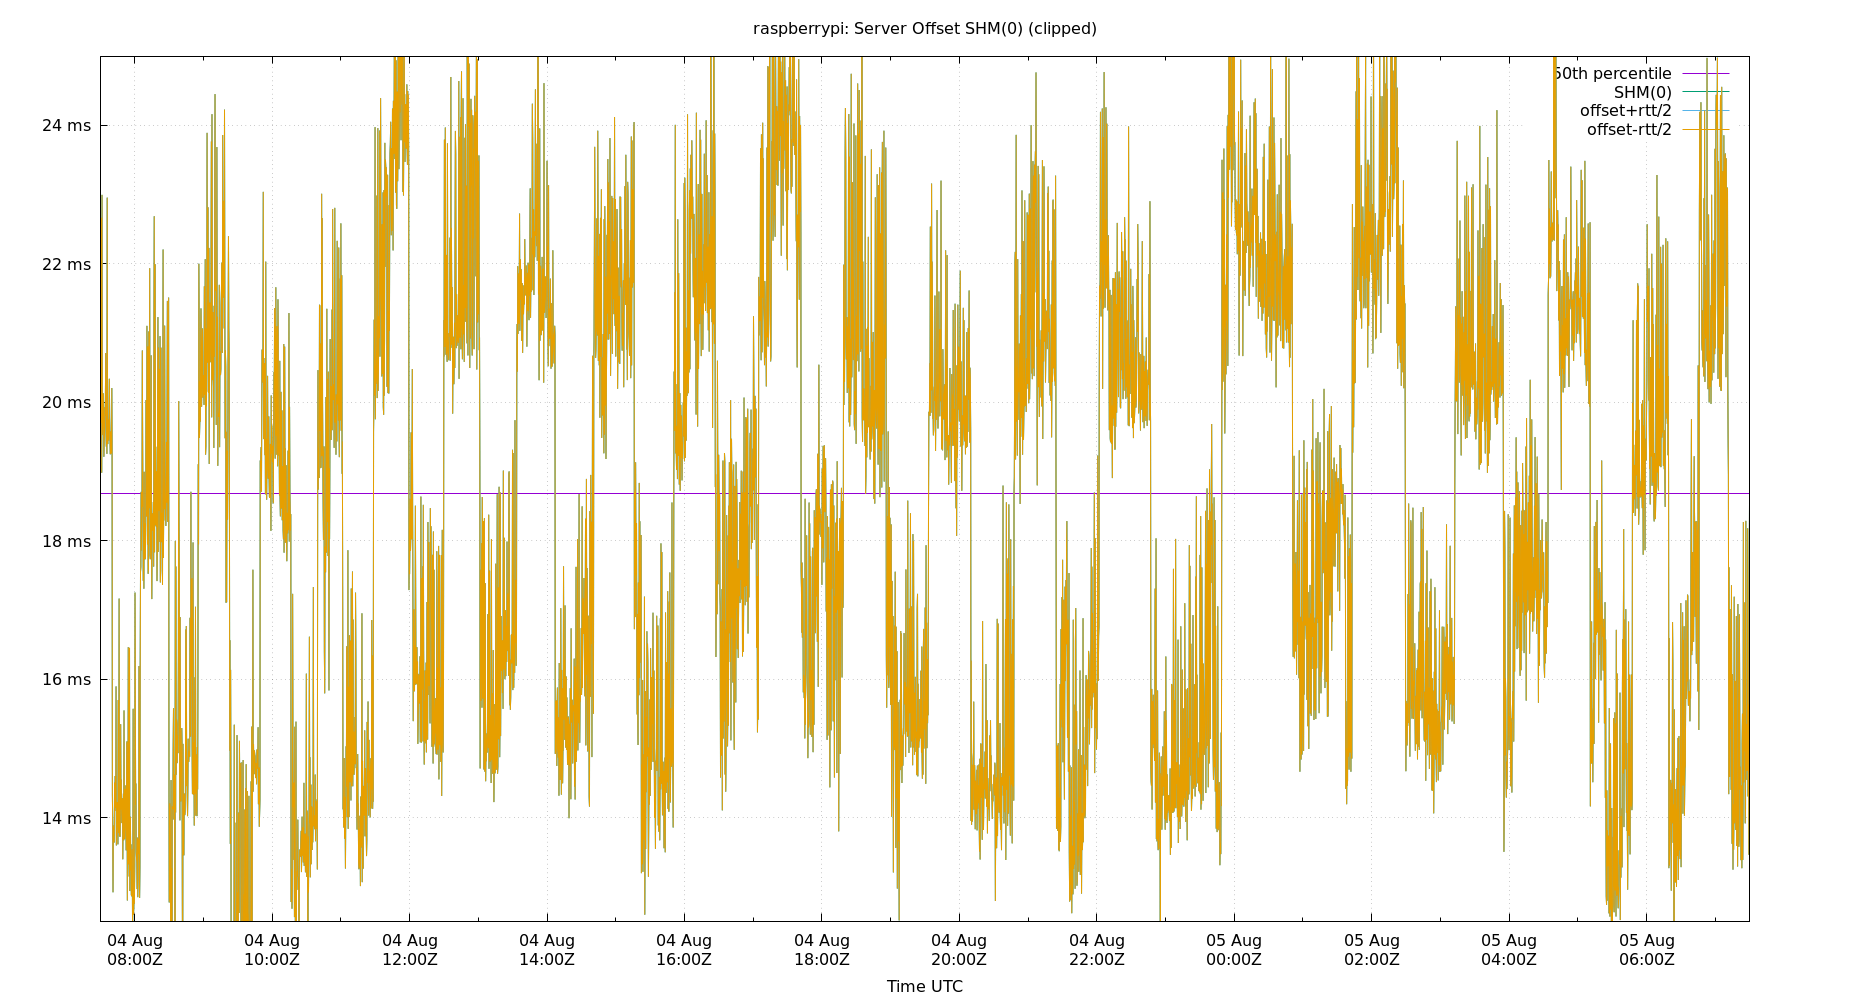 raspberrypi: Server Offset SHM(0) (clipped)
50th percentile
SHM(0)
offset+rtt/2
offset-rtt/2
24 ms
22 ms
20 ms
18 ms
16 ms
14 ms
04 Aug 04 Aug 04 Aug 04 Aug 04 Aug 04 Aug 04 Aug 04 Aug 05 Aug 05 Aug 05 Aug 05 Aug
08:00Z 10:00Z 12:00Z 14:00Z 16:00Z 18:00Z 20:00Z 22:00Z 00:00Z 02:00Z 04:00Z 06:00Z
Time UTC